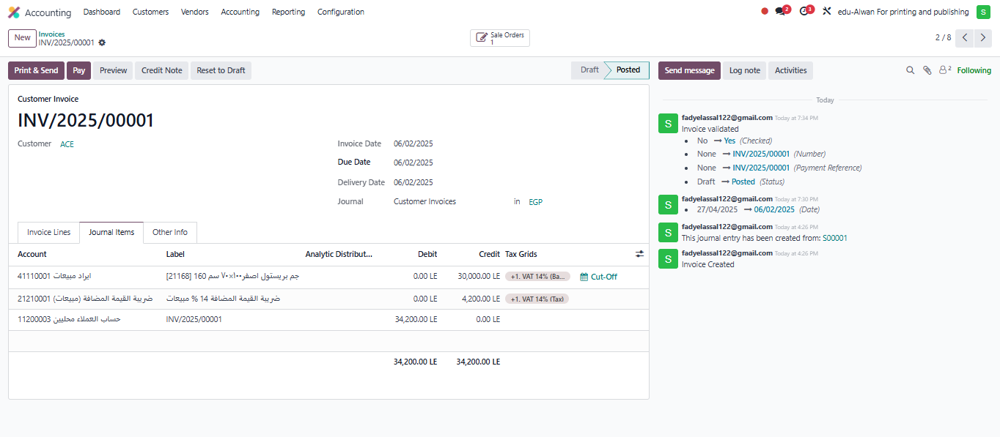 Accounting Dashboard Customers Vendors Accounting Reporting Configuration 2 3 edu-Alwan For printing and publishing S
New Invoices
INV/2025/00001
Sale Orders
1
2 / 8
Print & Send Pay Preview Credit Note Reset to Draft Draft Posted
Customer Invoice
INV/2025/00001
Customer ACE
Invoice Date 06/02/2025
Due Date 06/02/2025
Delivery Date 06/02/2025
Journal Customer Invoices in EGP
Invoice Lines Journal Items Other Info
Account Label Analytic Distribut... Debit Credit Tax Grids
41110001 ايراد مبيعات [21168] جم بريستول اصفر١٠٠×٧٠ سم 160 0.00 LE 30,000.00 LE +1. VAT 14% (Ba... Cut-Off
21210001 ضريبة القيمة المضافة (مبيعات) ضريبة القيمة المضافة 14 % مبيعات 0.00 LE 4,200.00 LE +1. VAT 14% (Tax)
11200003 حساب العملاء محليين INV/2025/00001 34,200.00 LE 0.00 LE
34,200.00 LE 34,200.00 LE
Send message Log note Activities 2 Following
Today
S fadyelassal122@gmail.com Today at 7:34 PM
Invoice validated
No → Yes (Checked)
None → INV/2025/00001 (Number)
None → INV/2025/00001 (Payment Reference)
Draft → Posted (Status)
S fadyelassal122@gmail.com Today at 7:30 PM
27/04/2025 → 06/02/2025 (Date)
S fadyelassal122@gmail.com Today at 4:26 PM
This journal entry has been created from: S00001
S fadyelassal122@gmail.com Today at 4:26 PM
Invoice Created